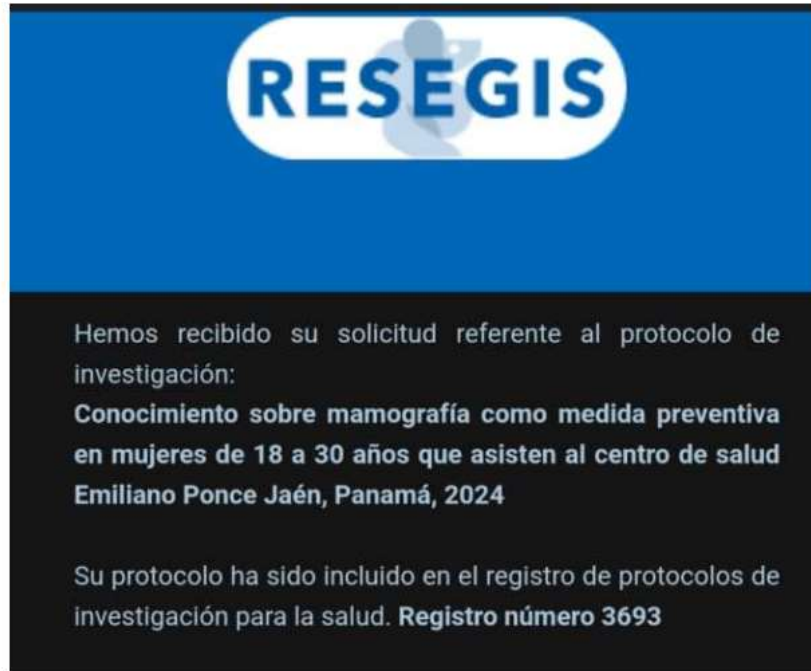 RESEGIS
Hemos recibido su solicitud referente al protocolo de
investigación:
Conocimiento sobre mamografía como medida preventiva
en mujeres de 18 a 30 años que asisten al centro de salud
Emiliano Ponce Jaén, Panamá, 2024
Su protocolo ha sido incluido en el registro de protocolos de
investigación para la salud. Registro número 3693